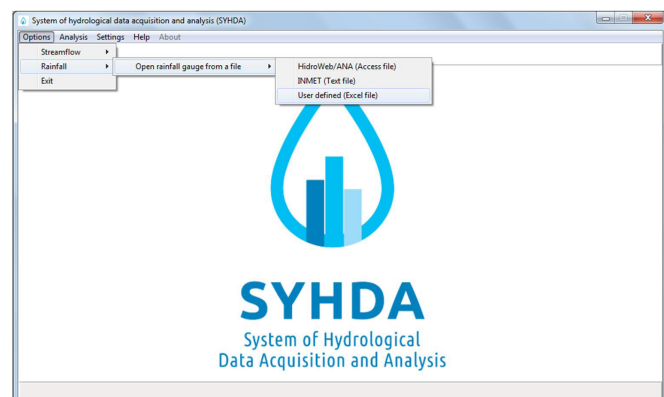 System of hydrological data acquisition and analysis (SYHDA)
Options Analysis Settings Help About
Streamflow
Rainfall
Exit
Open rainfall gauge from a file
HidroWeb/ANA (Access file)
INMET (Text file)
User defined (Excel file)
SYHDA
System of Hydrological
Data Acquisition and Analysis